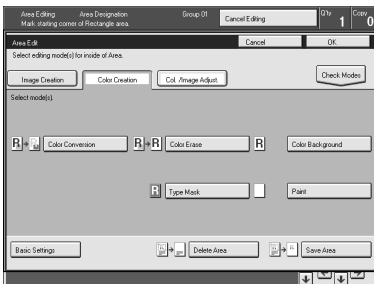 Area Editing Area Designation Group 01 Cancel Editing Q'ty 1 Copy 0
Mark starting corner of Rectangle area.
Area Edit Cancel OK
Select editing mode(s) for inside of Area.
Image Creation Color Creation Col. /Image Adjust. Check Modes
Select mode(s).
R R Color Conversion R R Color Erase R Color Background
R Type Mask Paint
Basic Settings Delete Area Save Area